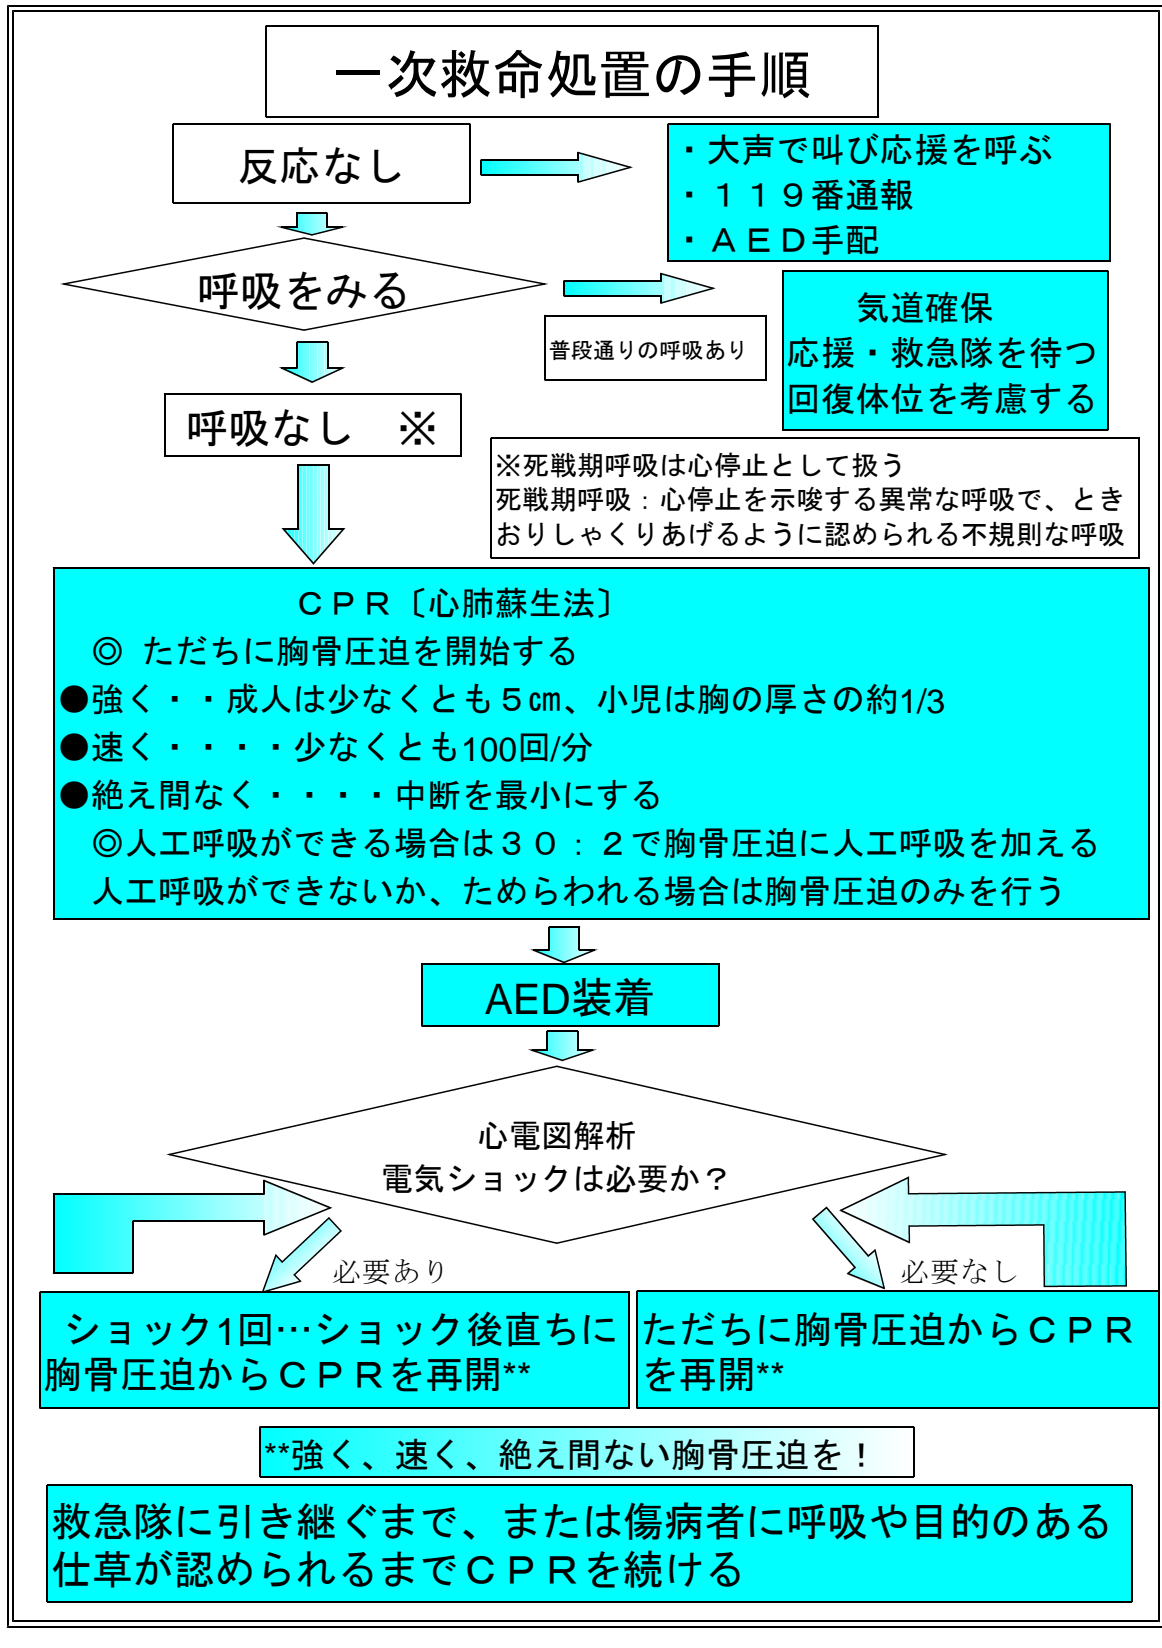 一次救命処置の手順
反応なし
・大声で叫び応援を呼ぶ
・１１９番通報
・ＡＥＤ手配
呼吸をみる
普段通りの呼吸あり
気道確保
応援・救急隊を待つ
回復体位を考慮する
呼吸なし　※
※死戦期呼吸は心停止として扱う
死戦期呼吸：心停止を示唆する異常な呼吸で、とき
おりしゃくりあげるように認められる不規則な呼吸
ＣＰＲ〔心肺蘇生法〕
◎ ただちに胸骨圧迫を開始する
●強く・・成人は少なくとも５㎝、小児は胸の厚さの約1/3
●速く・・・・少なくとも100回/分
●絶え間なく・・・・中断を最小にする
◎人工呼吸ができる場合は３０：２で胸骨圧迫に人工呼吸を加える
人工呼吸ができないか、ためらわれる場合は胸骨圧迫のみを行う
AED装着
心電図解析
電気ショックは必要か？
必要あり
必要なし
ショック1回…ショック後直ちに
胸骨圧迫からＣＰＲを再開**
ただちに胸骨圧迫からＣＰＲ
を再開**
**強く、速く、絶え間ない胸骨圧迫を！
救急隊に引き継ぐまで、または傷病者に呼吸や目的のある
仕草が認められるまでＣＰＲを続ける